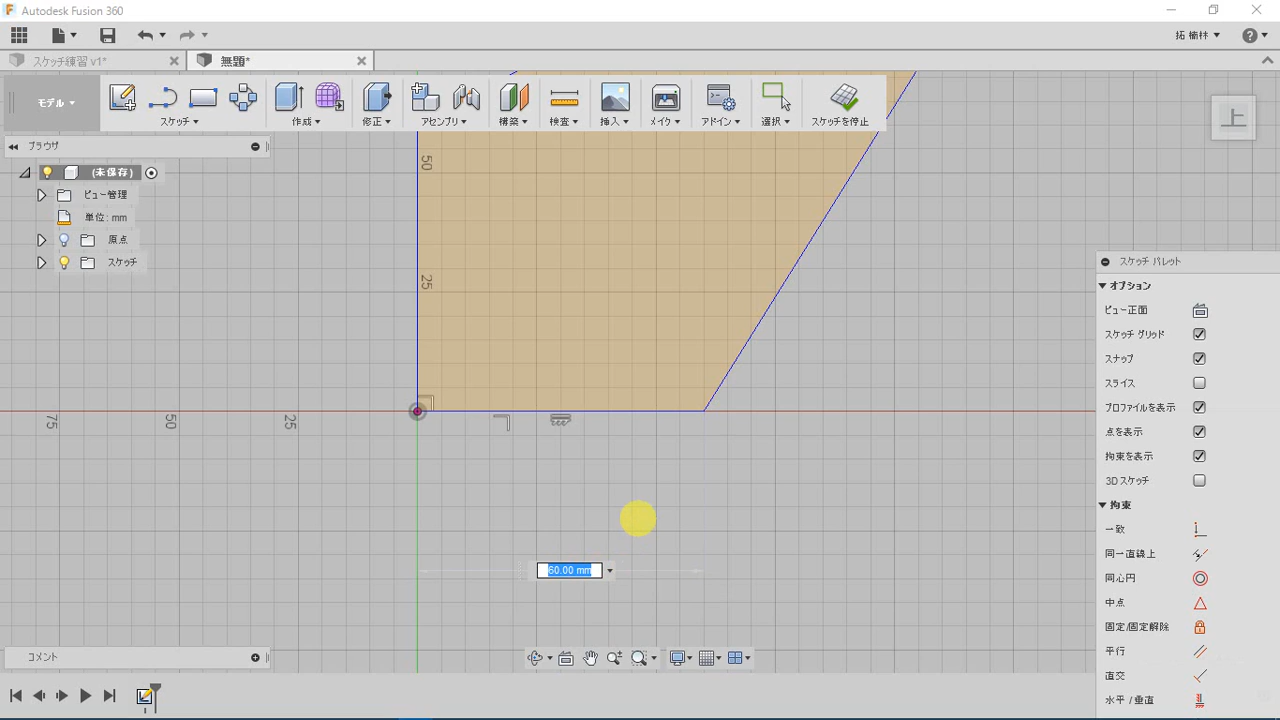 Autodesk Fusion 360
拓 楡林
スケッチ練習 v1*
無題*
モデル
スケッチ
作成
修正
アセンブリ
構築
検査
挿入
メイク
アドイン
選択
スケッチを停止
上
ブラウザ
(未保存)
ビュー管理
単位: mm
原点
スケッチ
50
25
75
50
25
60.00 mm
スケッチ パレット
オプション
ビュー正面
スケッチ グリッド
スナップ
スライス
プロファイルを表示
点を表示
拘束を表示
3D スケッチ
拘束
一致
同一直線上
同心円
中点
固定/固定解除
平行
直交
水平/垂直
コメント